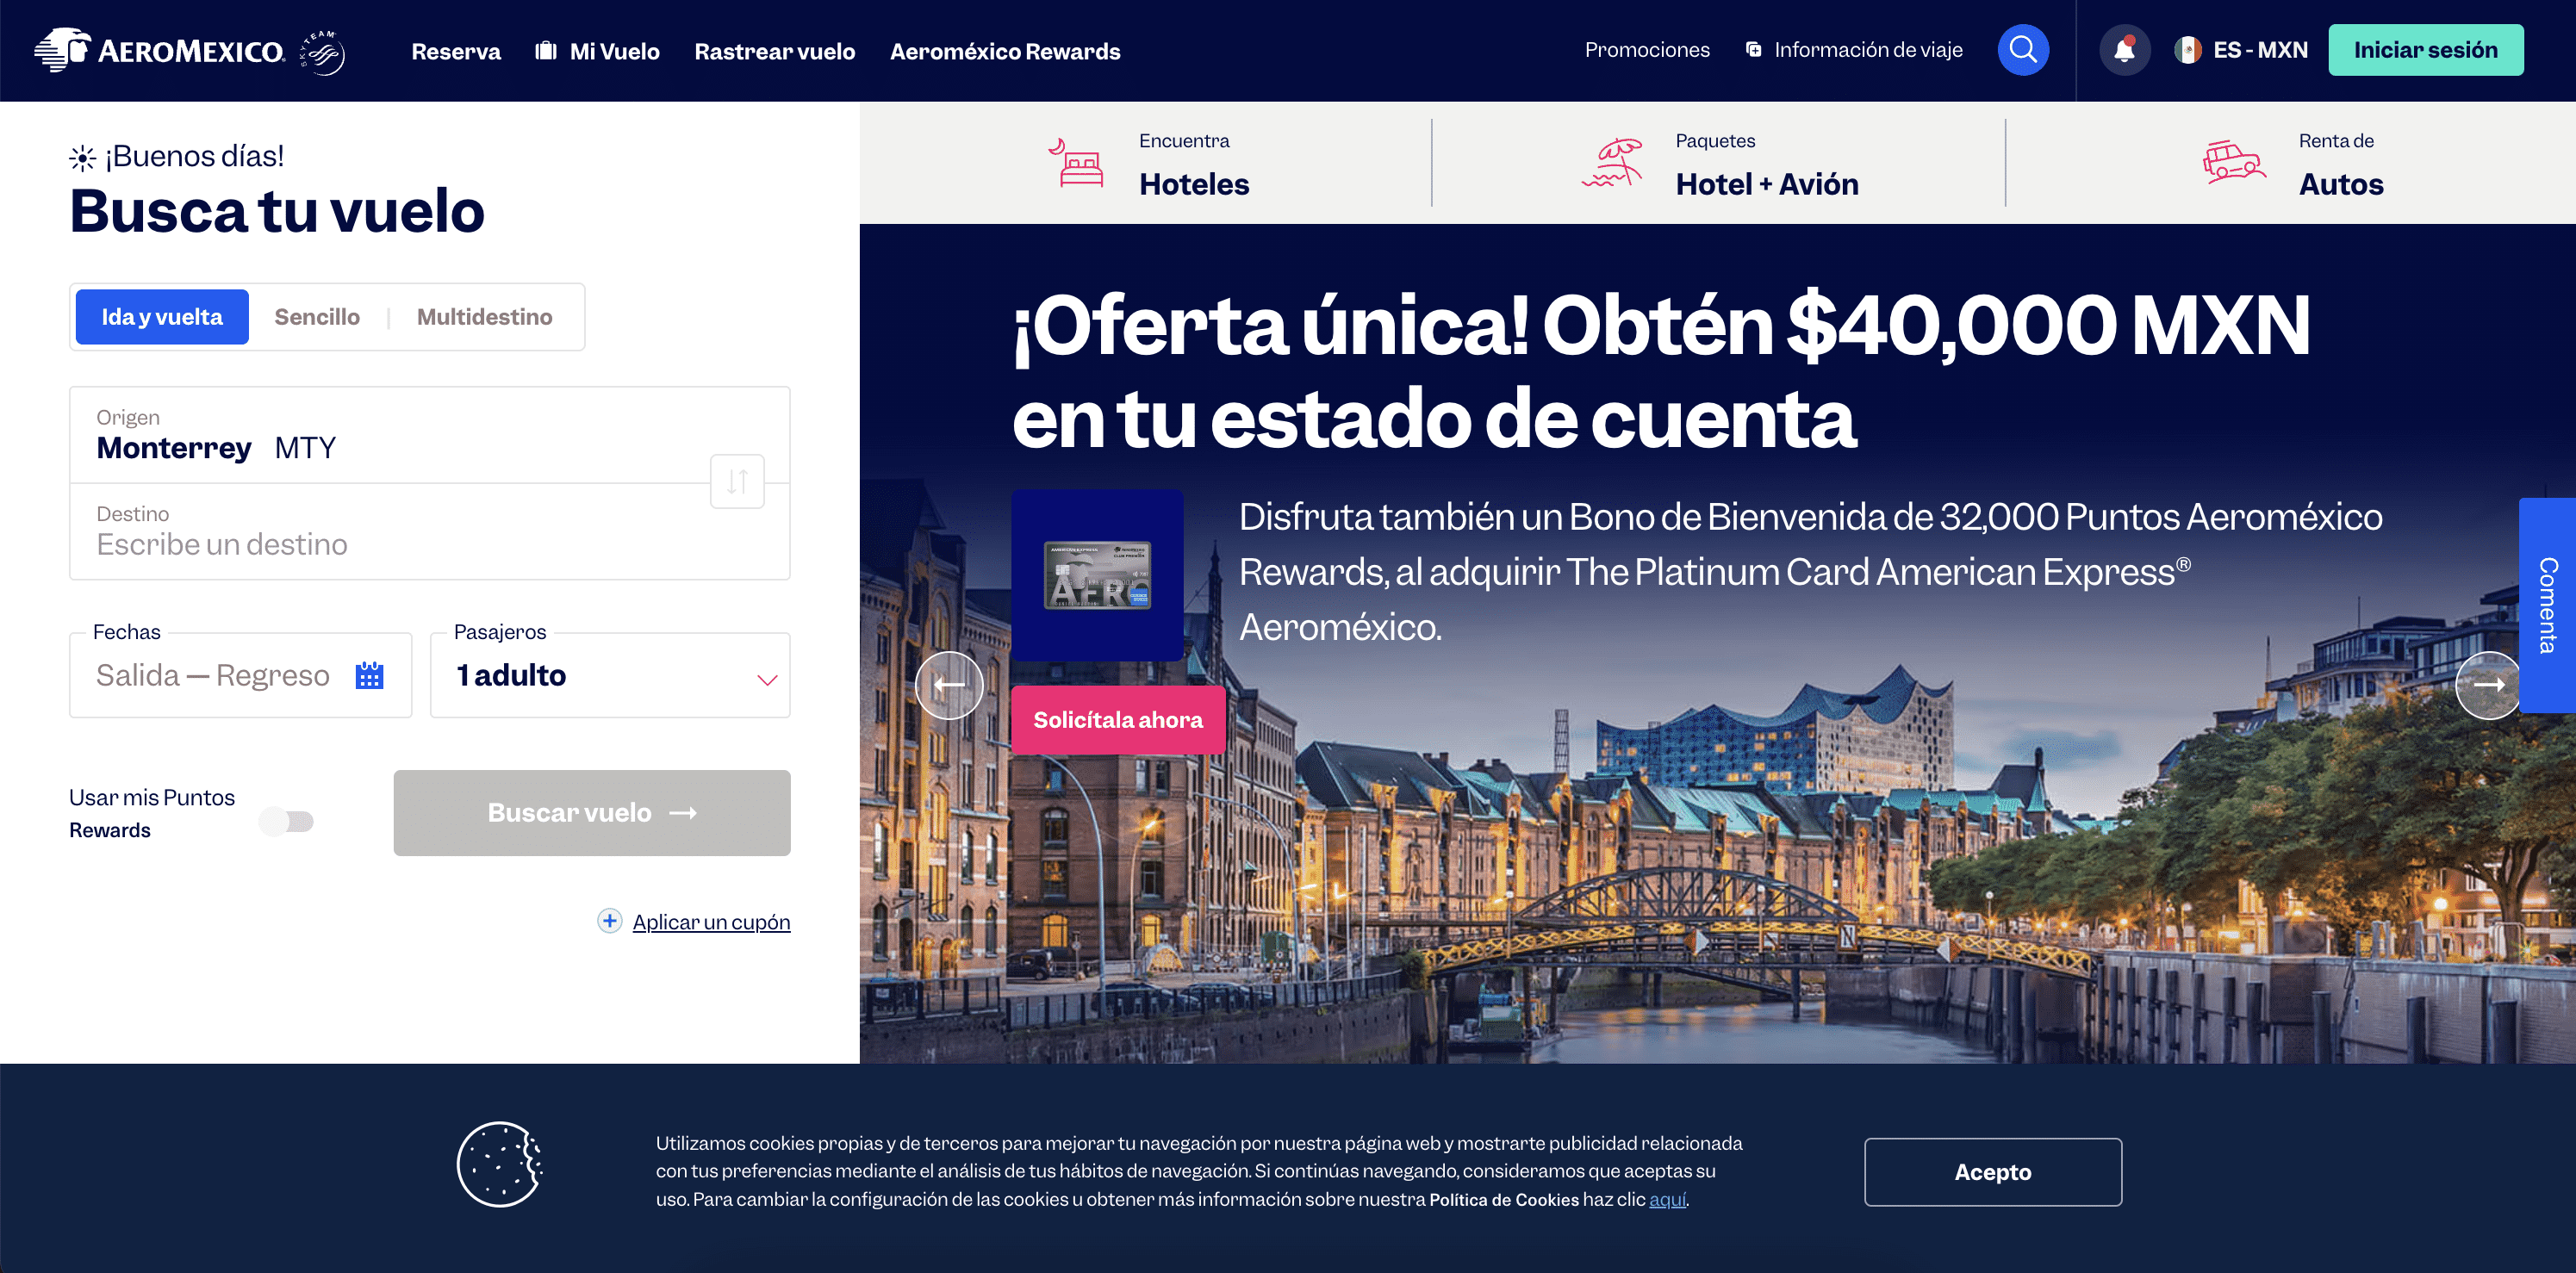 AEROMEXICO.
SKYTEAM
Reserva
Mi Vuelo
Rastrear vuelo
Aeroméxico Rewards
Promociones
Información de viaje
ES - MXN
Iniciar sesión
¡Buenos días!
Busca tu vuelo
Ida y vuelta
Sencillo
Multidestino
Origen
Monterrey MTY
Destino
Escribe un destino
Fechas
Salida — Regreso
Pasajeros
1 adulto
Usar mis Puntos
Rewards
Buscar vuelo
Aplicar un cupón
Encuentra
Hoteles
Paquetes
Hotel + Avión
Renta de
Autos
¡Oferta única! Obtén $40,000 MXN
en tu estado de cuenta
AMERICAN EXPRESS
AERO
Disfruta también un Bono de Bienvenida de 32,000 Puntos Aeroméxico
Rewards, al adquirir The Platinum Card American Express®
Aeroméxico.
Solicítala ahora
Comenta
Utilizamos cookies propias y de terceros para mejorar tu navegación por nuestra página web y mostrarte publicidad relacionada
con tus preferencias mediante el análisis de tus hábitos de navegación. Si continúas navegando, consideramos que aceptas su
uso. Para cambiar la configuración de las cookies u obtener más información sobre nuestra Política de Cookies haz clic aquí.
Acepto